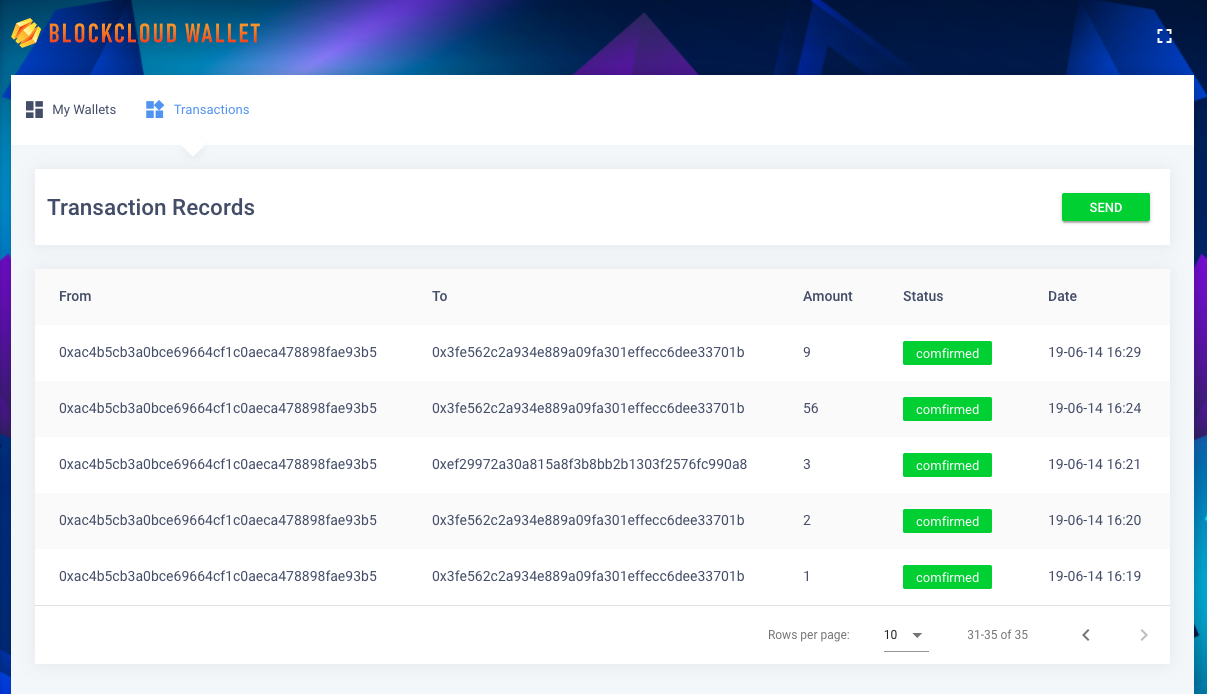 BLOCKCLOUD WALLET
My Wallets Transactions
Transaction Records SEND
From To Amount Status Date
0xac4b5cb3a0bce69664cf1c0aeca478898fae93b5 0x3fe562c2a934e889a09fa301effecc6dee33701b 9 comfirmed 19-06-14 16:29
0xac4b5cb3a0bce69664cf1c0aeca478898fae93b5 0x3fe562c2a934e889a09fa301effecc6dee33701b 56 comfirmed 19-06-14 16:24
0xac4b5cb3a0bce69664cf1c0aeca478898fae93b5 0xef29972a30a815a8f3b8bb2b1303f2576fc990a8 3 comfirmed 19-06-14 16:21
0xac4b5cb3a0bce69664cf1c0aeca478898fae93b5 0x3fe562c2a934e889a09fa301effecc6dee33701b 2 comfirmed 19-06-14 16:20
0xac4b5cb3a0bce69664cf1c0aeca478898fae93b5 0x3fe562c2a934e889a09fa301effecc6dee33701b 1 comfirmed 19-06-14 16:19
Rows per page: 10 31-35 of 35